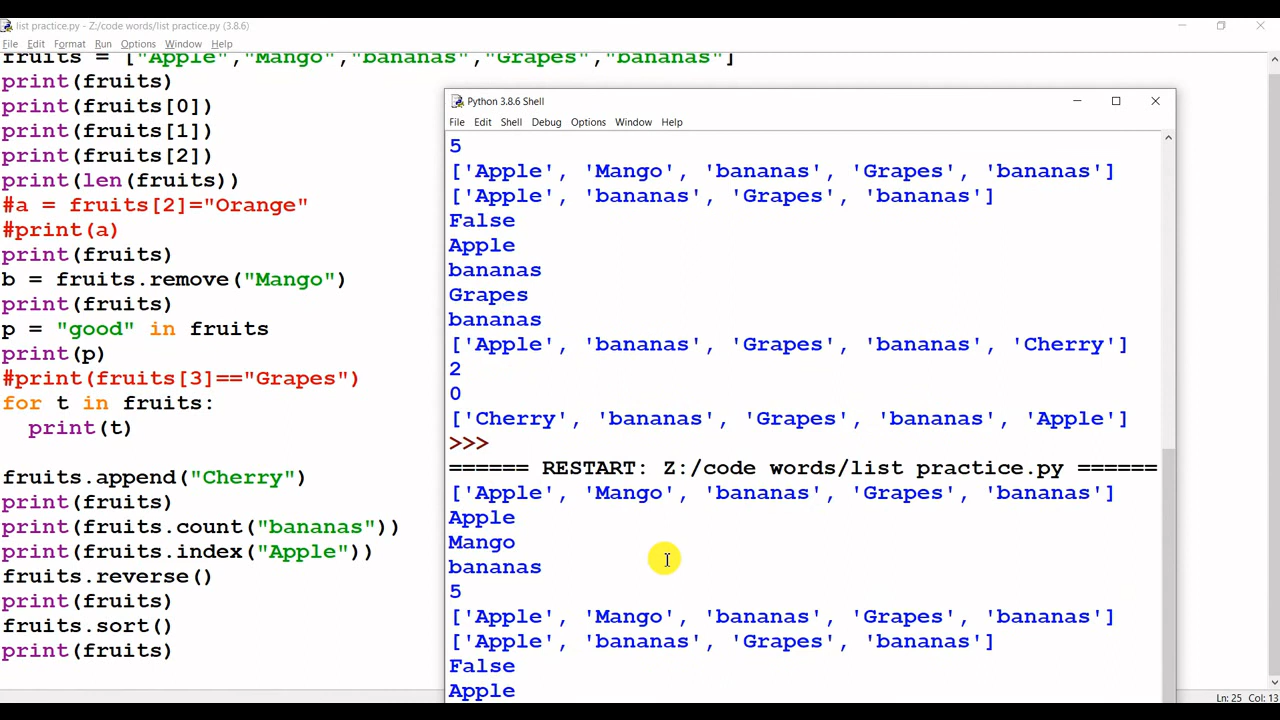 list practice.py - Z:/code words/list practice.py (3.8.6)
File Edit Format Run Options Window Help
fruits = ["Apple","Mango","bananas","Grapes","bananas"]
print(fruits)
print(fruits[0])
print(fruits[1])
print(fruits[2])
print(len(fruits))
#a = fruits[2]="Orange"
#print(a)
print(fruits)
b = fruits.remove("Mango")
print(fruits)
p = "good" in fruits
print(p)
#print(fruits[3]=="Grapes")
for t in fruits:
  print(t)
fruits.append("Cherry")
print(fruits)
print(fruits.count("bananas"))
print(fruits.index("Apple"))
fruits.reverse()
print(fruits)
fruits.sort()
print(fruits)
Python 3.8.6 Shell
File Edit Shell Debug Options Window Help
5
['Apple', 'Mango', 'bananas', 'Grapes', 'bananas']
['Apple', 'bananas', 'Grapes', 'bananas']
False
Apple
bananas
Grapes
bananas
['Apple', 'bananas', 'Grapes', 'bananas', 'Cherry']
2
0
['Cherry', 'bananas', 'Grapes', 'bananas', 'Apple']
>>>
====== RESTART: Z:/code words/list practice.py ======
['Apple', 'Mango', 'bananas', 'Grapes', 'bananas']
Apple
Mango
bananas
5
['Apple', 'Mango', 'bananas', 'Grapes', 'bananas']
['Apple', 'bananas', 'Grapes', 'bananas']
False
Apple
Ln: 25 Col: 13